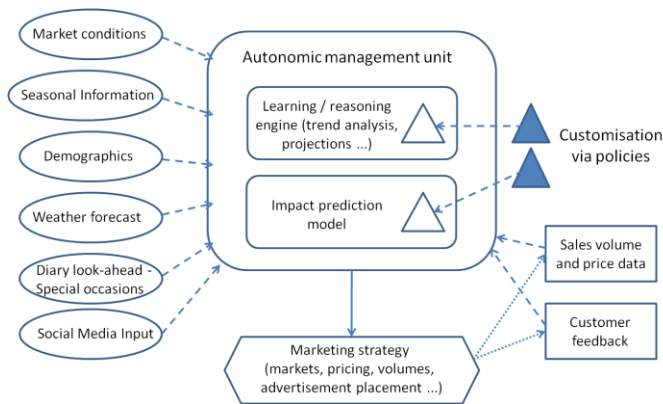 Market conditions
Seasonal Information
Demographics
Weather forecast
Diary look-ahead -
Special occasions
Social Media Input
Autonomic management unit
Learning / reasoning
engine (trend analysis,
projections ...)
Impact prediction
model
Customisation
via policies
Sales volume
and price data
Customer
feedback
Marketing strategy
(markets, pricing, volumes,
advertisement placement ...)